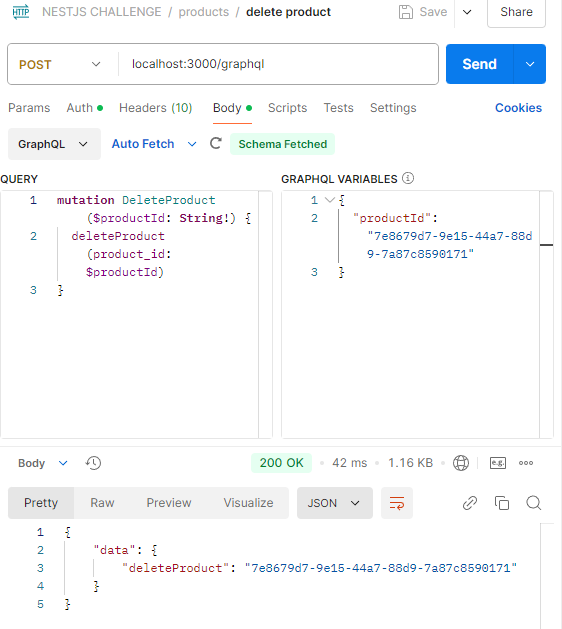 HTTP NESTJS CHALLENGE / products / delete product Save Share
POST localhost:3000/graphql Send
Params Auth Headers (10) Body Scripts Tests Settings Cookies
GraphQL Auto Fetch Schema Fetched
QUERY
1 mutation DeleteProduct
($productId: String!) {
2 deleteProduct
(product_id:
$productId)
3 }
GRAPHQL VARIABLES
1 {
2 "productId":
"7e8679d7-9e15-44a7-88d
9-7a87c8590171"
3 }
Body 200 OK 42 ms 1.16 KB e.g.
Pretty Raw Preview Visualize JSON
1 {
2 "data": {
3 "deleteProduct": "7e8679d7-9e15-44a7-88d9-7a87c8590171"
4 }
5 }